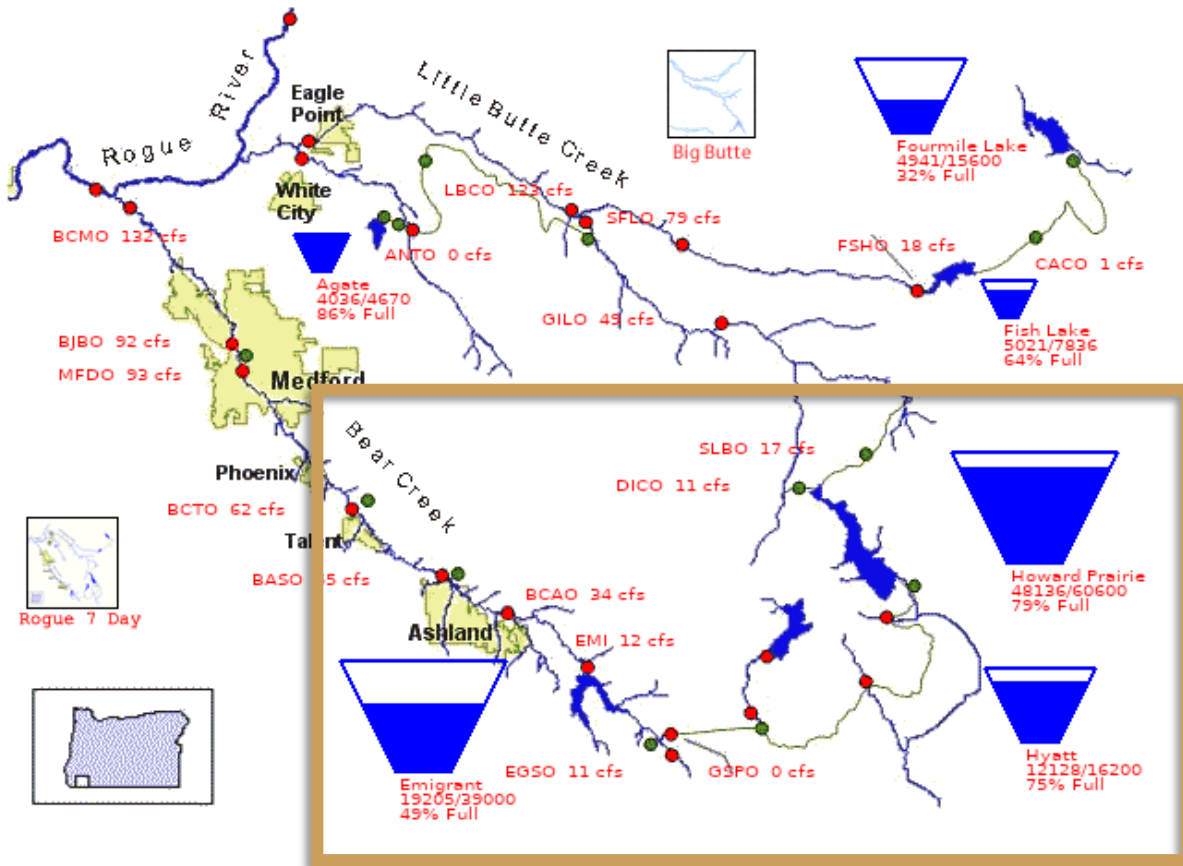 Rogue River
Eagle
Point
Little Butte Creek
Big Butte
Fourmile Lake
4941/15600
32% Full
Rogue
White
City
LBCO 123 cfs
SFLO 79 cfs
BCMO 132 cfs
ANTO 0 cfs
FSHO 18 cfs
CACO 1 cfs
Agate
4036/4670
86% Full
GILO 49 cfs
Fish Lake
5021/7836
64% Full
BJBO 92 cfs
MFDO 93 cfs
Medford
Bear Creek
SLBO 17 cfs
Phoenix
DICO 11 cfs
BCTO 62 cfs
Talent
BASO 35 cfs
Howard Prairie
48136/60600
79% Full
Rogue 7 Day
BCAO 34 cfs
Ashland
EMI 12 cfs
EGSO 11 cfs
GSPO 0 cfs
Hyatt
12128/16200
75% Full
Emigrant
19205/39000
49% Full